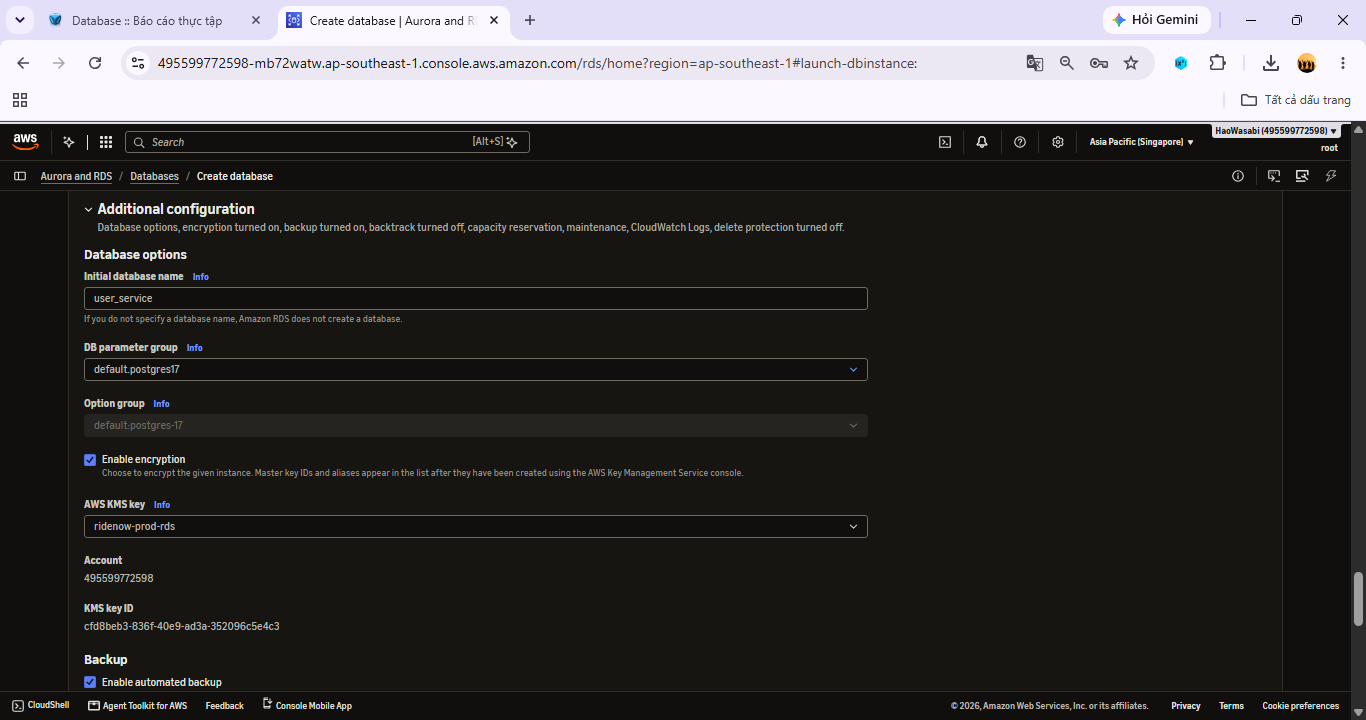 Database :: Báo cáo thực tập
Create database | Aurora and R
Hỏi Gemini
495599772598-mb72watw.ap-southeast-1.console.aws.amazon.com/rds/home?region=ap-southeast-1#launch-dbinstance:
Tất cả dấu trang
aws
Search
[Alt+S]
Asia Pacific (Singapore) ▼
HaoWasabi (495599772598) ▼
root
Aurora and RDS / Databases / Create database
Additional configuration
Database options, encryption turned on, backup turned on, backtrack turned off, capacity reservation, maintenance, CloudWatch Logs, delete protection turned off.
Database options
Initial database name Info
user_service
If you do not specify a database name, Amazon RDS does not create a database.
DB parameter group Info
default.postgres17
Option group Info
default:postgres-17
Enable encryption
Choose to encrypt the given instance. Master key IDs and aliases appear in the list after they have been created using the AWS Key Management Service console.
AWS KMS key Info
ridenow-prod-rds
Account
495599772598
KMS key ID
cfd8beb3-836f-40e9-ad3a-352096c5e4c3
Backup
Enable automated backup
CloudShell
Agent Toolkit for AWS
Feedback
Console Mobile App
© 2026, Amazon Web Services, Inc. or its affiliates.
Privacy
Terms
Cookie preferences